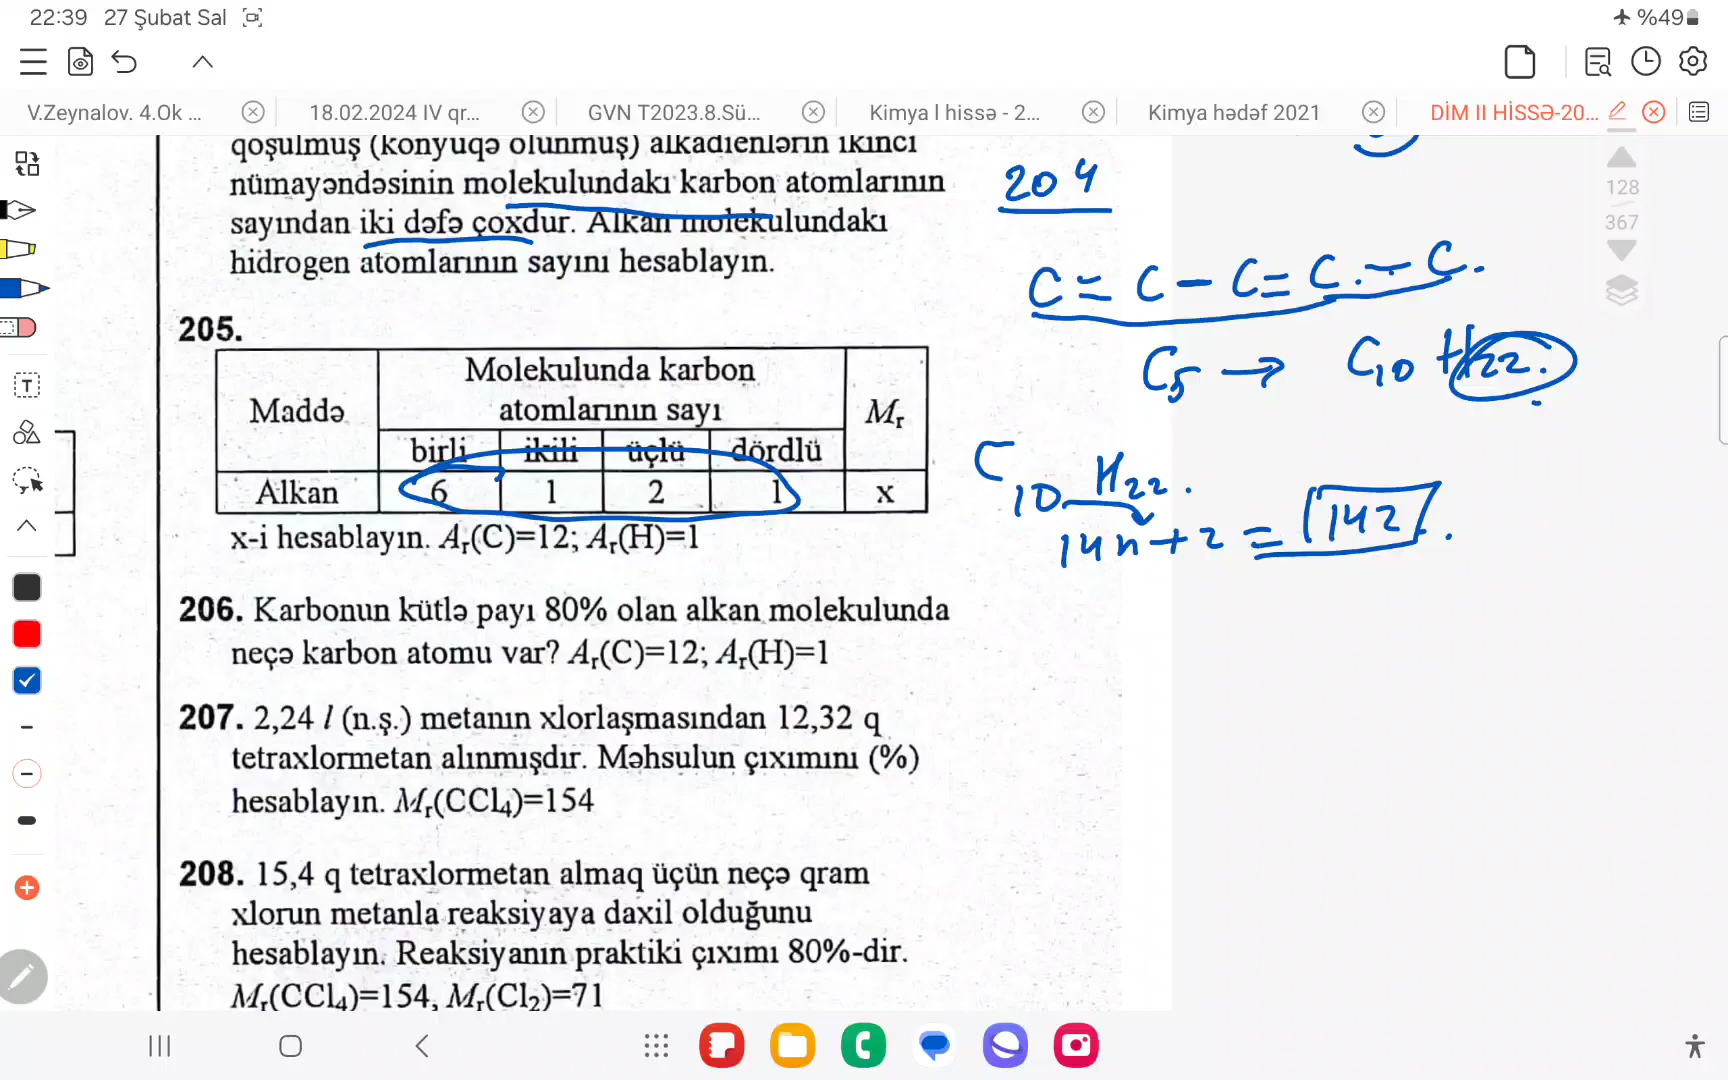 22:39 27 Şubat Sal
%49
V.Zeynalov. 4.Ok ...
18.02.2024 IV qr...
GVN T2023.8.Sü...
Kimya l hissə - 2...
Kimya hədəf 2021
DİM II HİSSƏ-20...
128
367
qoşulmuş (konyuqə olunmuş) alkadienlərin ikinci
nümayəndəsinin molekulundakı karbon atomlarının
sayından iki dəfə çoxdur. Alkan molekulundakı
hidrogen atomlarının sayını hesablayın.
204
C = C - C = C - C.
C5 → C10 H22.
205.
Maddə
Molekulunda karbon
atomlarının sayı
Mr
birli ikili üçlü dördlü
Alkan 6 1 2 1 x
x-i hesablayın. Ar(C)=12; Ar(H)=1
C10 H22.
14n+2 = 142.
206. Karbonun kütlə payı 80% olan alkan molekulunda
neçə karbon atomu var? Ar(C)=12; Ar(H)=1
207. 2,24 l (n.ş.) metanın xlorlaşmasından 12,32 q
tetraxlormetan alınmışdır. Məhsulun çıxımını (%)
hesablayın. Mr(CCl4)=154
208. 15,4 q tetraxlormetan almaq üçün neçə qram
xlorun metanla reaksiyaya daxil olduğunu
hesablayın. Reaksiyanın praktiki çıxımı 80%-dir.
Mr(CCl4)=154, Mr(Cl2)=71